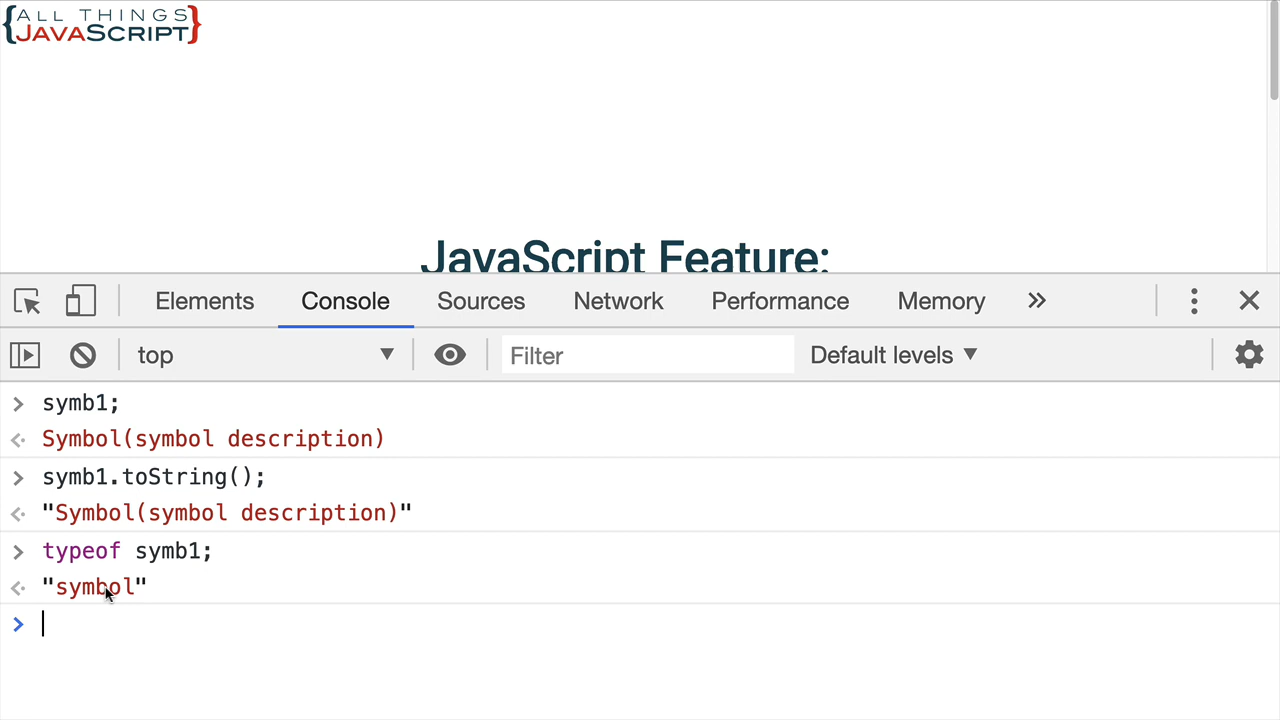 {ALL THINGS
JAVASCRIPT}
JavaScript Feature:
Elements Console Sources Network Performance Memory »
top ▼ Filter Default levels ▼
> symb1;
<· Symbol(symbol description)
> symb1.toString();
<· "Symbol(symbol description)"
> typeof symb1;
<· "symbol"
>